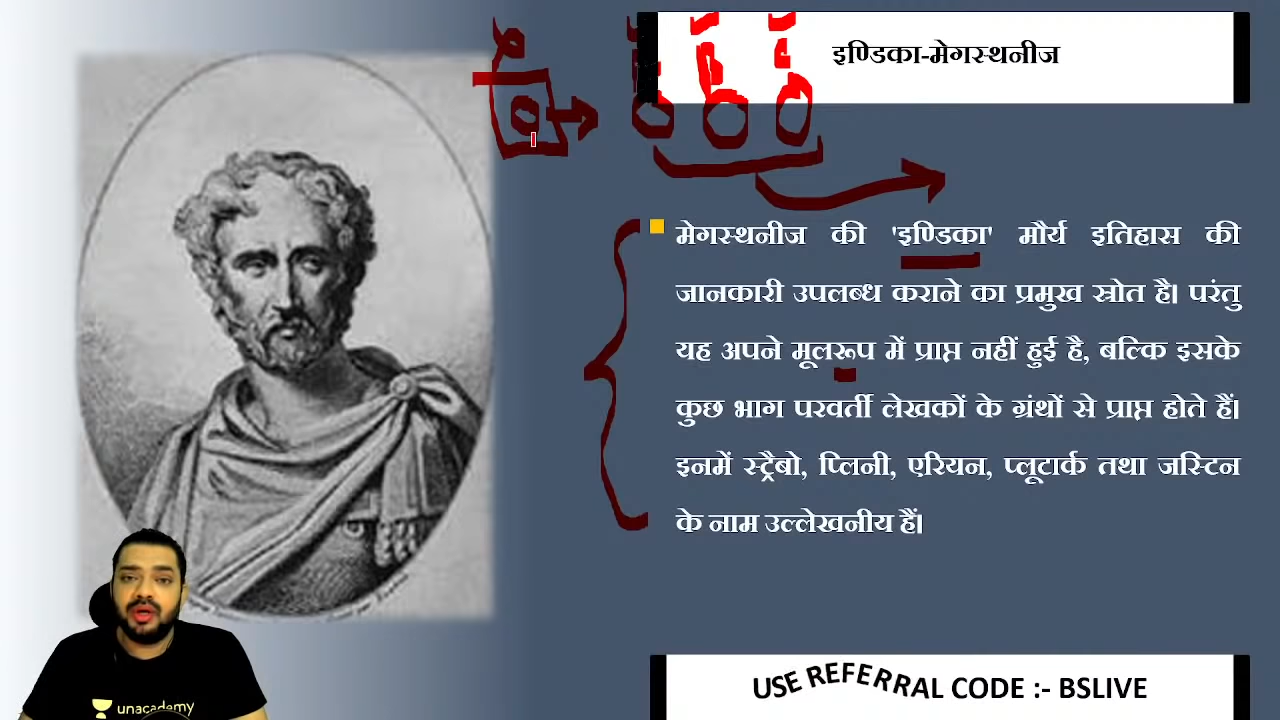 इण्डिका-मेगस्थनीज
मेगस्थनीज की 'इण्डिका' मौर्य इतिहास की
जानकारी उपलब्ध कराने का प्रमुख स्रोत है। परंतु
यह अपने मूलरूप में प्राप्त नहीं हुई है, बल्कि इसके
कुछ भाग परवर्ती लेखकों के ग्रंथों से प्राप्त होते हैं।
इनमें स्ट्रैबो, प्लिनी, एरियन, प्लूटार्क तथा जस्टिन
के नाम उल्लेखनीय हैं।
unacademy
USE REFERRAL CODE :- BSLIVE